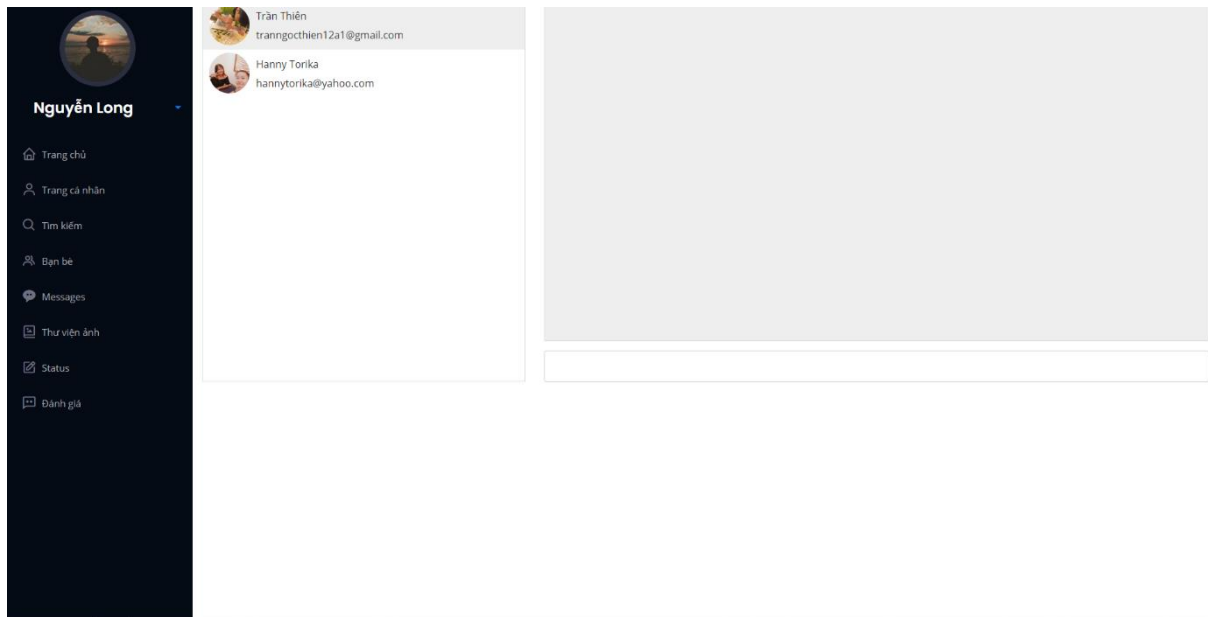 Nguyễn Long
Trang chủ
Trang cá nhân
Tìm kiếm
Bạn bè
Messages
Thư viện ảnh
Status
Đánh giá
Trần Thiên
tranngocthien12a1@gmail.com
Hanny Torika
hannytorika@yahoo.com